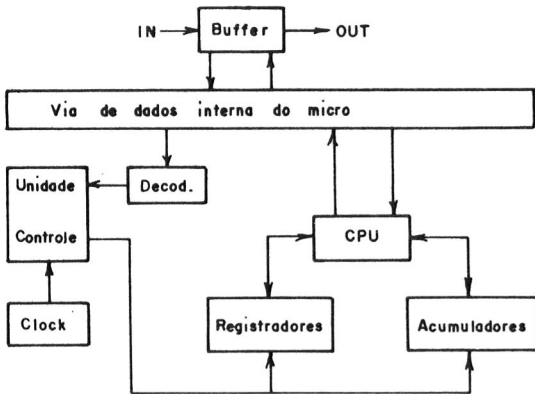 IN Buffer OUT
Via de dados interna do micro
Unidade Decod.
Controle CPU
Clock Registradores Acumuladores